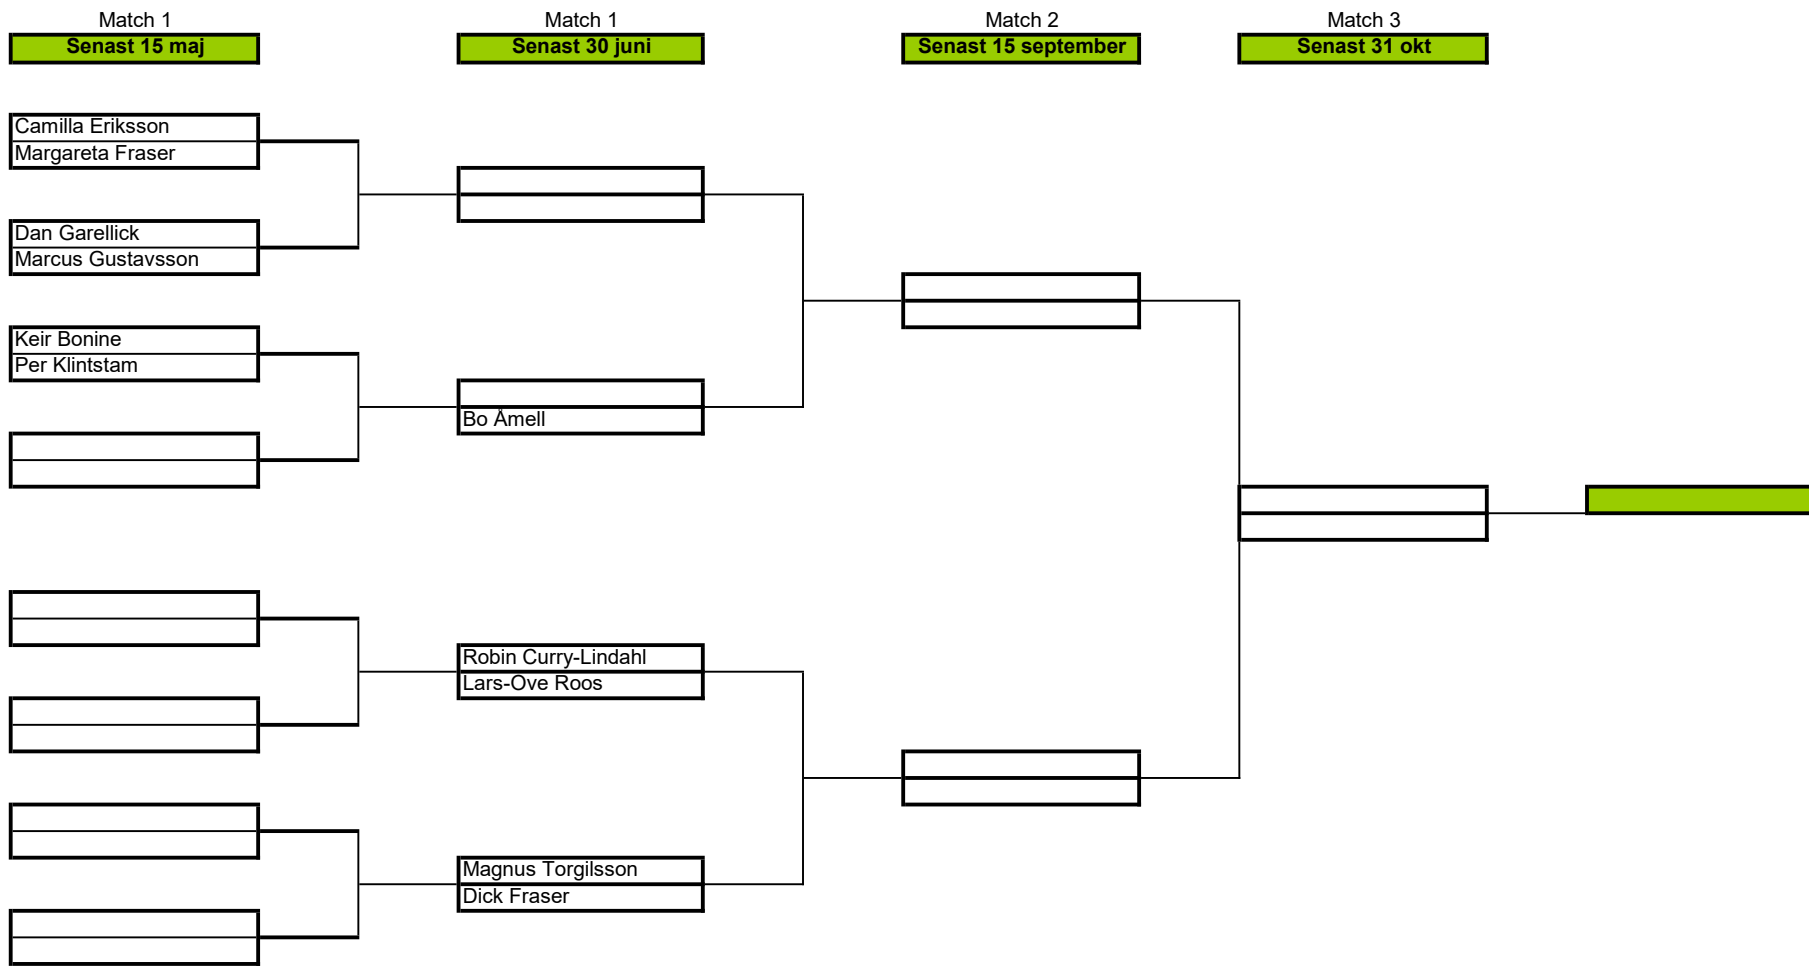 Match 1
Match 1
Match 2
Match 3
Senast 15 maj
Senast 30 juni
Senast 15 september
Senast 31 okt
Camilla Eriksson
Margareta Fraser
Dan Garellick
Marcus Gustavsson
Keir Bonine
Per Klintstam
Bo Åmell
Robin Curry-Lindahl
Lars-Ove Roos
Magnus Torgilsson
Dick Fraser